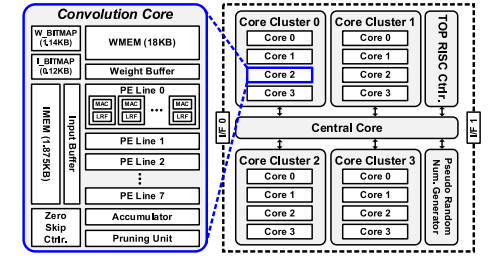 Convolution Core
W_BITMAP
(1.14KB)
WMEM (18KB)
I_BITMAP
(0.12KB)
Weight Buffer
IMEM (1.875KB)
Input Buffer
PE Line 0
MAC
LRF
MAC
LRF
...
MAC
LRF
PE Line 1
PE Line 2
PE Line 7
Zero
Skip
Ctrlr.
Accumulator
Pruning Unit
Core Cluster 0
Core 0
Core 1
Core 2
Core 3
Core Cluster 1
Core 0
Core 1
Core 2
Core 3
TOP RISC Ctrlr.
I/F 0
Central Core
I/F 1
Core Cluster 2
Core 0
Core 1
Core 2
Core 3
Core Cluster 3
Core 0
Core 1
Core 2
Core 3
Pseudo Random
Num. Generator